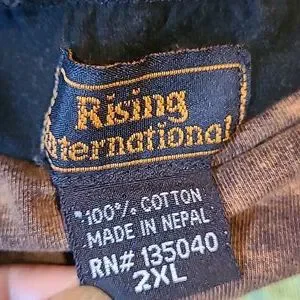 Rising
International
100% COTTON
MADE IN NEPAL
RN# 135040
2XL